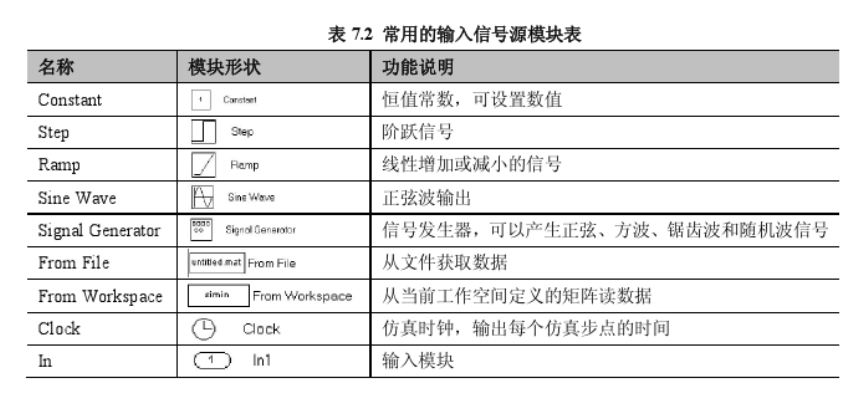 表 7.2 常用的输入信号源模块表
名称 模块形状 功能说明
Constant 1 Constant 恒值常数，可设置数值
Step Step 阶跃信号
Ramp Ramp 线性增加或减小的信号
Sine Wave Sine Wave 正弦波输出
Signal Generator Signal Generator 信号发生器，可以产生正弦、方波、锯齿波和随机波信号
From File untitled.mat From File 从文件获取数据
From Workspace simin From Workspace 从当前工作空间定义的矩阵读数据
Clock Clock 仿真时钟，输出每个仿真步点的时间
In 1 In1 输入模块